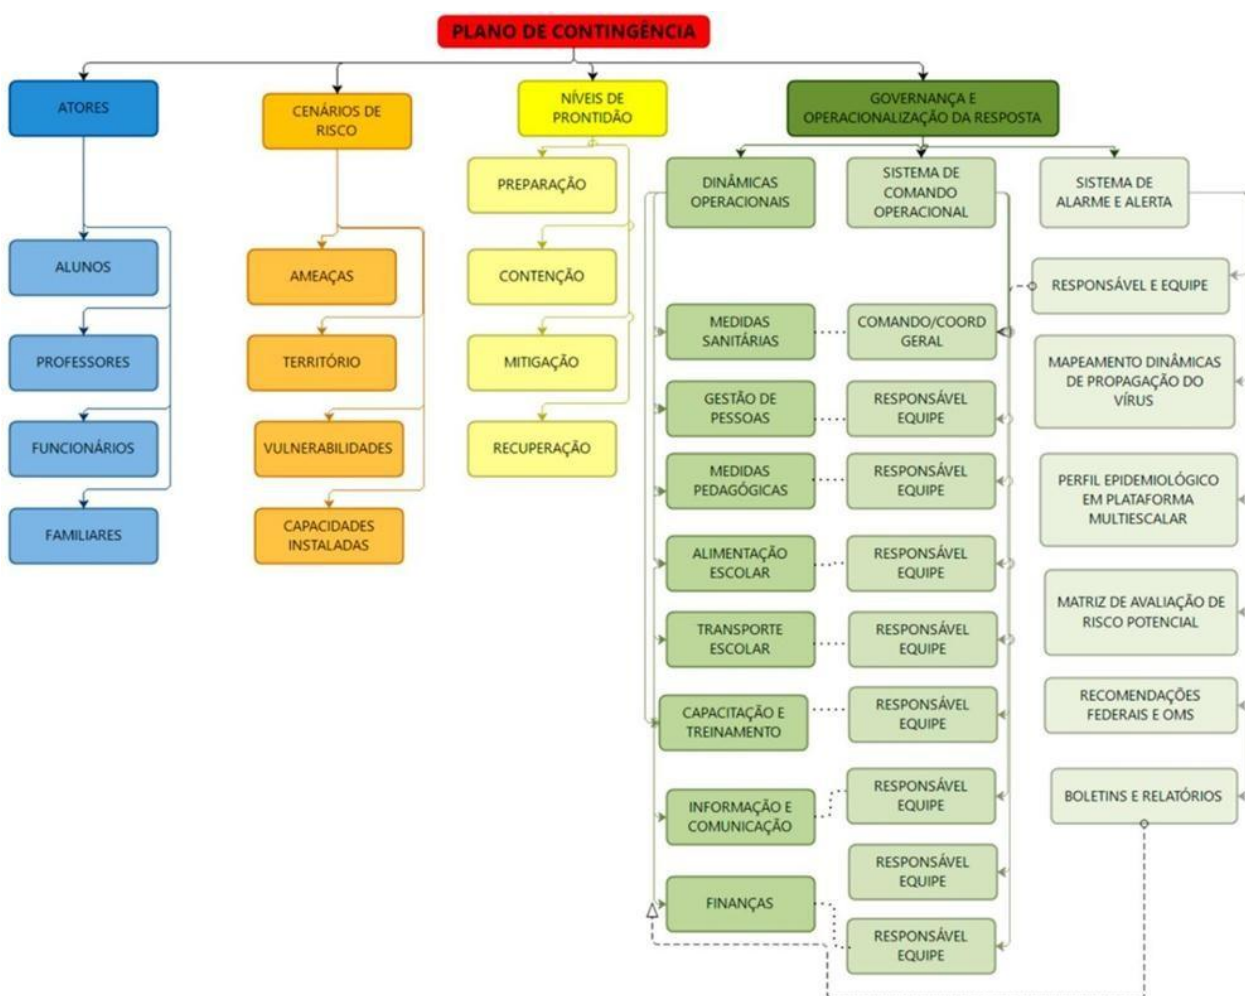 PLANO DE CONTINGÊNCIA
ATORES
ALUNOS
PROFESSORES
FUNCIONÁRIOS
FAMILIARES
CENÁRIOS DE
RISCO
AMEAÇAS
TERRITÓRIO
VULNERABILIDADES
CAPACIDADES
INSTALADAS
NÍVEIS DE
PRONTIDÃO
PREPARAÇÃO
CONTENÇÃO
MITIGAÇÃO
RECUPERAÇÃO
GOVERNANÇA E
OPERACIONALIZAÇÃO DA RESPOSTA
DINÂMICAS
OPERACIONAIS
MEDIDAS
SANITÁRIAS
GESTÃO DE
PESSOAS
MEDIDAS
PEDAGÓGICAS
ALIMENTAÇÃO
ESCOLAR
TRANSPORTE
ESCOLAR
CAPACITAÇÃO E
TREINAMENTO
INFORMAÇÃO E
COMUNICAÇÃO
FINANÇAS
SISTEMA DE
COMANDO
OPERACIONAL
COMANDO/COORD
GERAL
RESPONSÁVEL
EQUIPE
RESPONSÁVEL
EQUIPE
RESPONSÁVEL
EQUIPE
RESPONSÁVEL
EQUIPE
RESPONSÁVEL
EQUIPE
RESPONSÁVEL
EQUIPE
RESPONSÁVEL
EQUIPE
RESPONSÁVEL
EQUIPE
SISTEMA DE
ALARME E ALERTA
RESPONSÁVEL E EQUIPE
MAPEAMENTO DINÂMICAS
DE PROPAGAÇÃO DO
VÍRUS
PERFIL EPIDEMIOLÓGICO
EM PLATAFORMA
MULTIESCALAR
MATRIZ DE AVALIAÇÃO DE
RISCO POTENCIAL
RECOMENDAÇÕES
FEDERAIS E OMS
BOLETINS E RELATÓRIOS